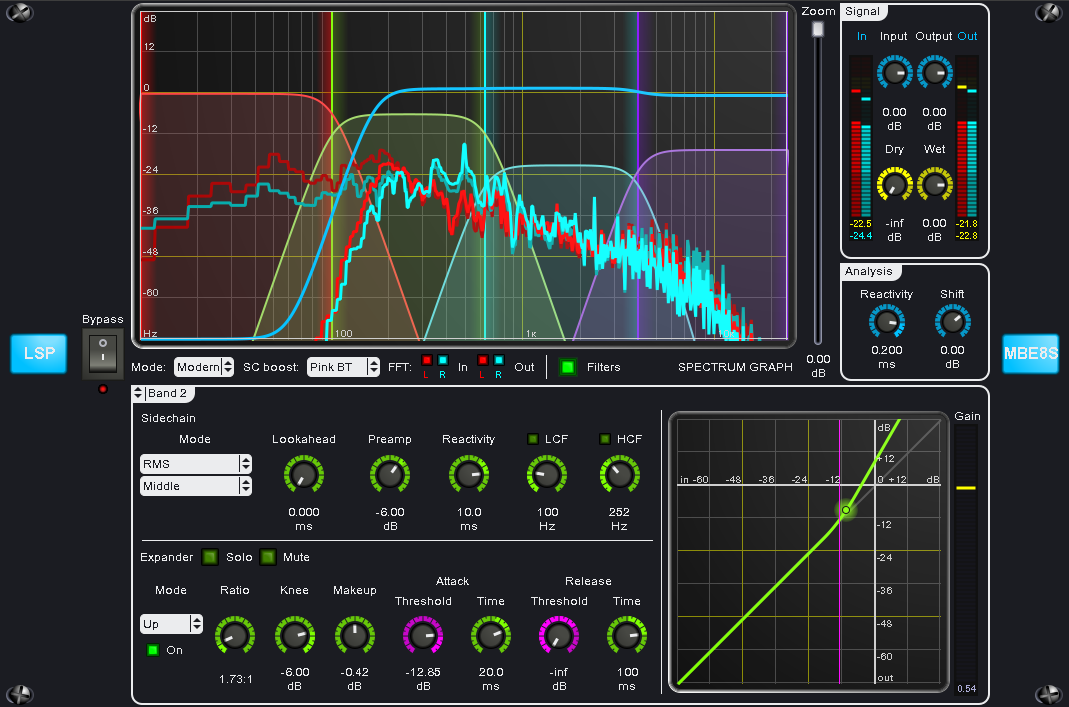 Zoom
dB
12
0
-12
-24
-36
-48
-60
Hz
100
1K
0.00
dB
Signal
In Input Output Out
0.00 0.00
dB dB
Dry Wet
-inf 0.00
dB dB
-22.5 -21.8
-24.4 -22.8
Analysis
Reactivity Shift
0.200 0.00
ms dB
LSP
MBE8S
Bypass
Mode: Modern SC boost: Pink BT FFT: L R In L R Out Filters SPECTRUM GRAPH
Band 2
Sidechain
Mode Lookahead Preamp Reactivity LCF HCF
RMS
Middle
0.000 -6.00 10.0 100 252
ms dB ms Hz Hz
Expander Solo Mute
Attack Release
Mode Ratio Knee Makeup Threshold Time Threshold Time
Up
On
1.73:1 -6.00 -0.42 -12.85 20.0 -inf 100
dB dB dB ms dB ms
Gain
dB
+12
in -60 -48 -36 -24 -12 0 +12 dB
-12
-24
-36
-48
-60
out
0.54